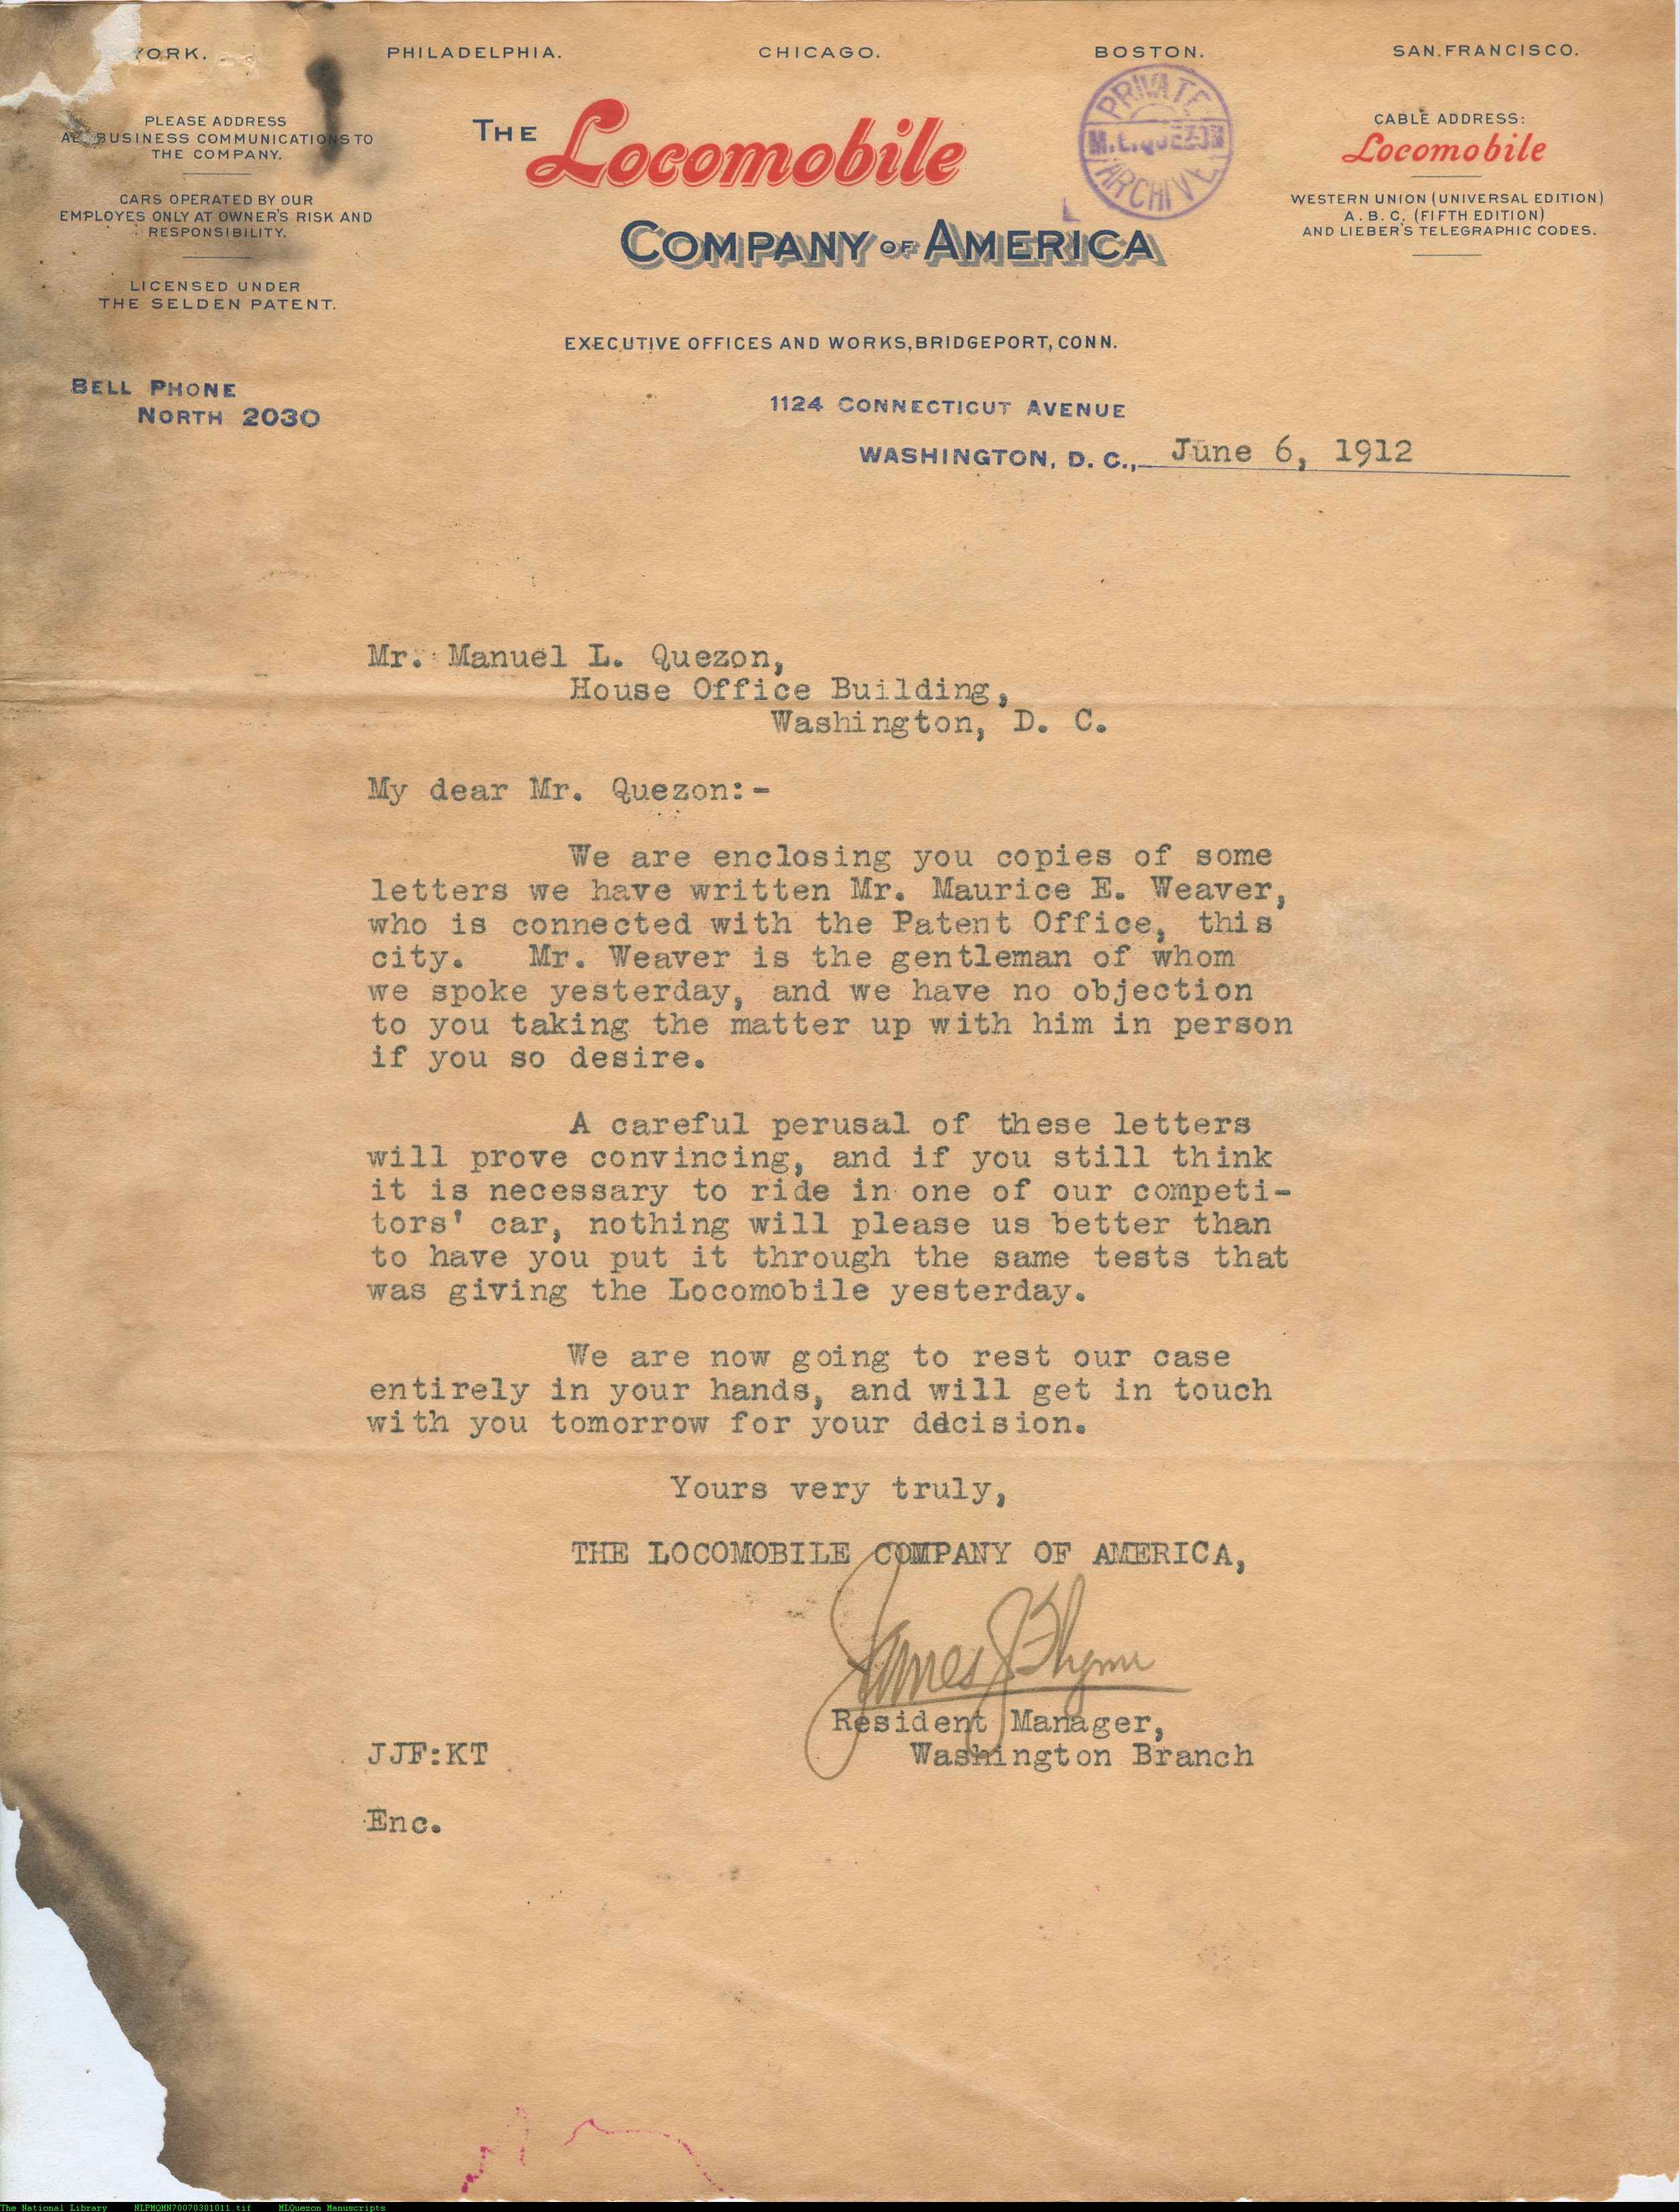 YORK. PHILADELPHIA. CHICAGO. BOSTON. SAN.FRANCISCO.
PLEASE ADDRESS
BUSINESS COMMUNICATIONS TO
THE COMPANY.
CARS OPERATED BY OUR
EMPLOYES ONLY AT OWNER'S RISK AND
RESPONSIBILITY.
LICENSED UNDER
THE SELDEN PATENT.
THE Locomobile
COMPANY OF AMERICA
PRIVATE
M.L.QUEZON
ARCHIVE
CABLE ADDRESS:
Locomobile
WESTERN UNION (UNIVERSAL EDITION)
A.B.C. (FIFTH EDITION)
AND LIEBER'S TELEGRAPHIC CODES.
EXECUTIVE OFFICES AND WORKS, BRIDGEPORT, CONN.
BELL PHONE
NORTH 2030
1124 CONNECTICUT AVENUE
WASHINGTON, D. C., June 6, 1912
Mr. Manuel L. Quezon,
House Office Building,
Washington, D. C.
My dear Mr. Quezon:-
We are enclosing you copies of some
letters we have written Mr. Maurice E. Weaver,
who is connected with the Patent Office, this
city. Mr. Weaver is the gentleman of whom
we spoke yesterday, and we have no objection
to you taking the matter up with him in person
if you so desire.
A careful perusal of these letters
will prove convincing, and if you still think
it is necessary to ride in one of our competi-
tors' car, nothing will please us better than
to have you put it through the same tests that
was giving the Locomobile yesterday.
We are now going to rest our case
entirely in your hands, and will get in touch
with you tomorrow for your decision.
Yours very truly,
THE LOCOMOBILE COMPANY OF AMERICA,
James J Flynn
Resident Manager,
Washington Branch
JJF:KT
Enc.
The National Library NLPMQMN70070301011.tif MLQuezon Manuscripts